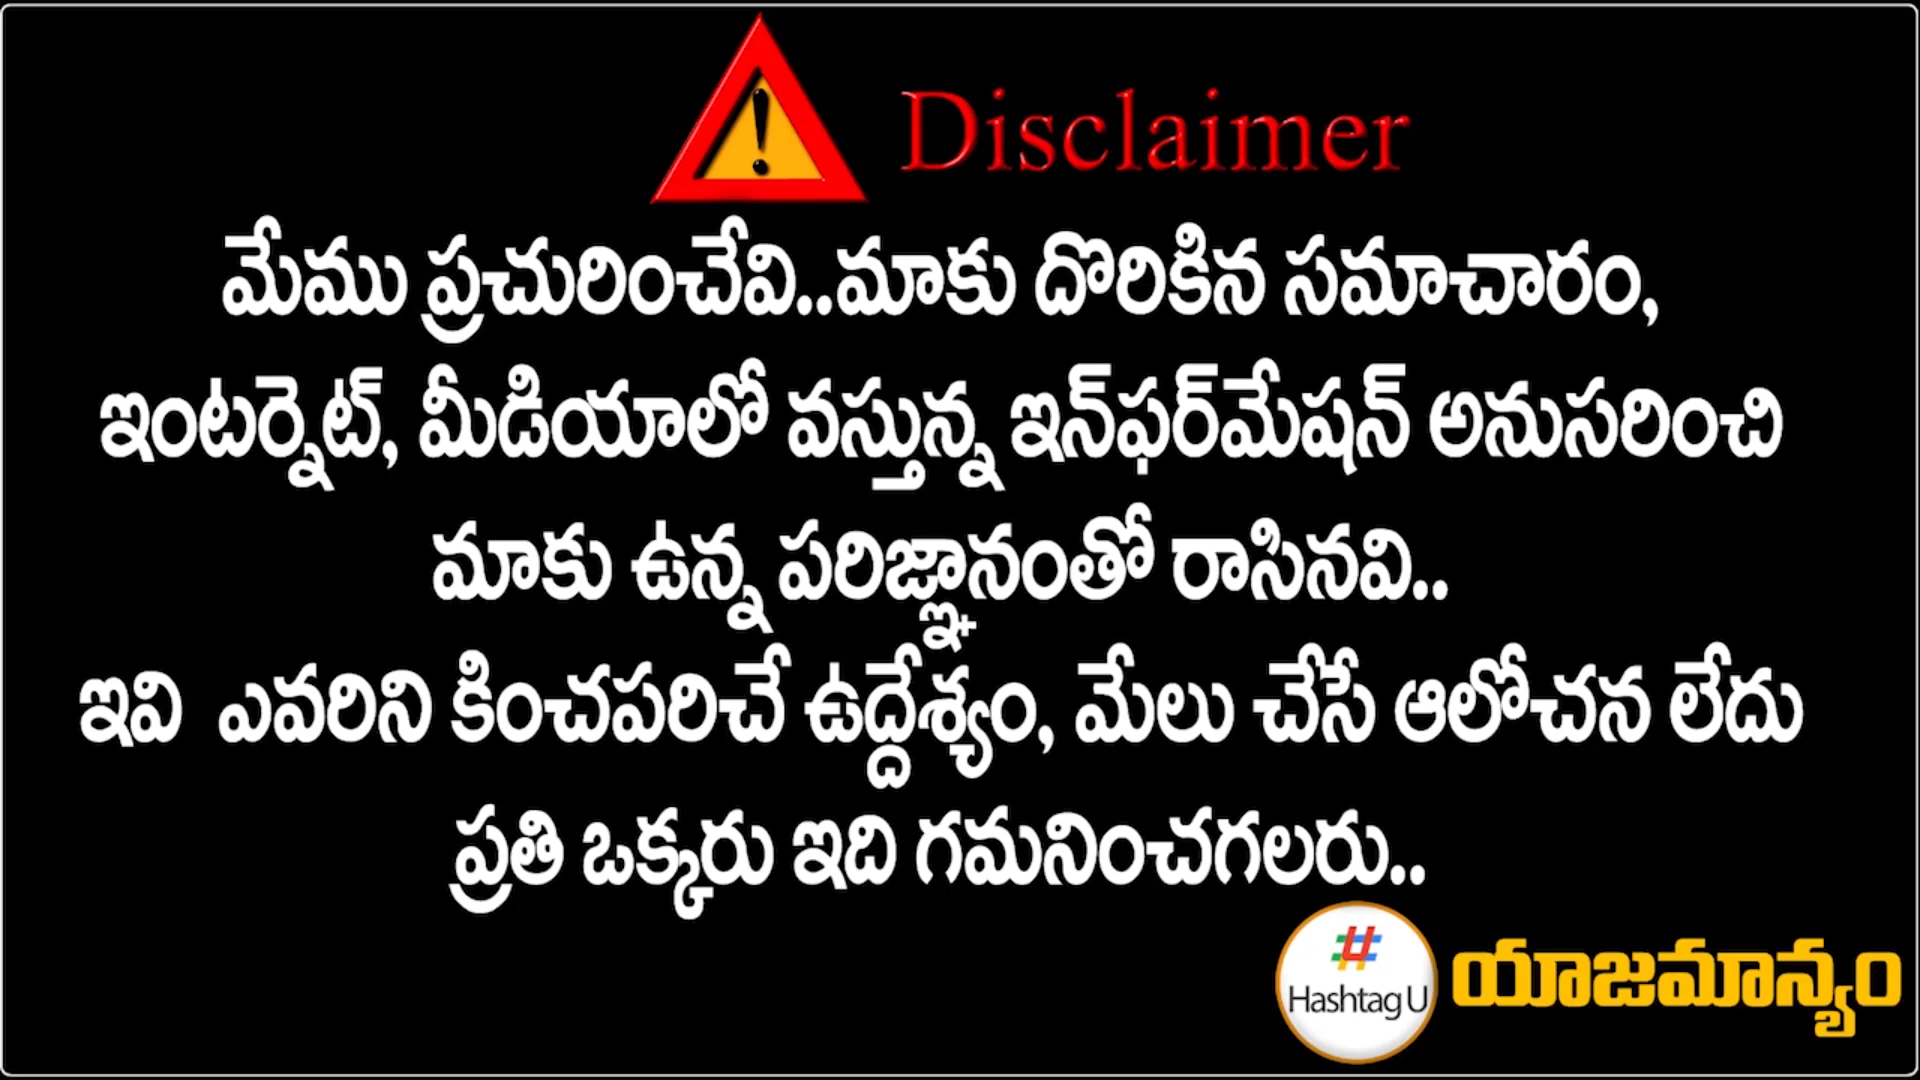 Disclaimer
మేము ప్రచురించేవి..మాకు దొరికిన సమాచారం,
ఇంటర్నెట్, మీడియాలో వస్తున్న ఇన్‌ఫర్‌మేషన్ అనుసరించి
మాకు ఉన్న పరిజ్ఞానంతో రాసినవి..
ఇవి ఎవరిని కించపరిచే ఉద్దేశ్యం, మేలు చేసే ఆలోచన లేదు
ప్రతి ఒక్కరు ఇది గమనించగలరు..
# Hashtag U యాజమాన్యం